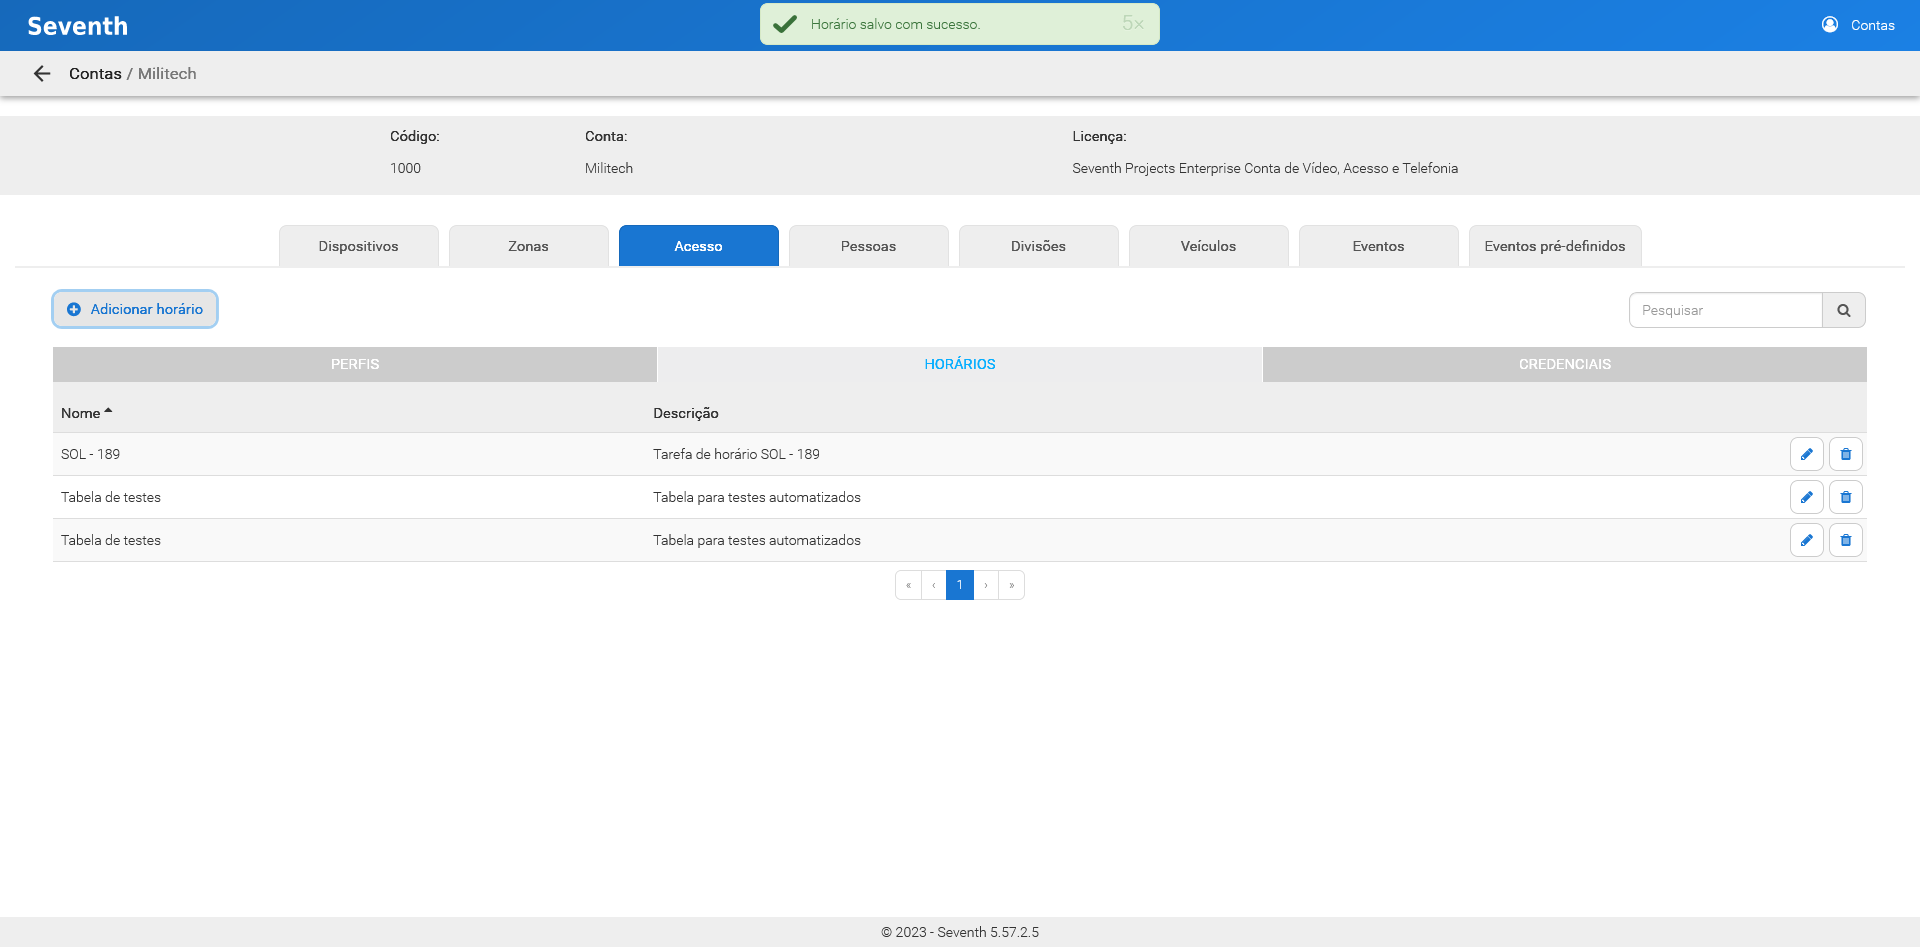 Seventh
Horário salvo com sucesso.
5×
Contas
Contas / Militech
Código:
Conta:
Licença:
1000
Militech
Seventh Projects Enterprise Conta de Vídeo, Acesso e Telefonia
Dispositivos
Zonas
Acesso
Pessoas
Divisões
Veículos
Eventos
Eventos pré-definidos
Adicionar horário
Pesquisar
PERFIS
HORÁRIOS
CREDENCIAIS
Nome
Descrição
SOL - 189
Tarefa de horário SOL - 189
Tabela de testes
Tabela para testes automatizados
Tabela de testes
Tabela para testes automatizados
« ‹ 1 › »
© 2023 - Seventh 5.57.2.5